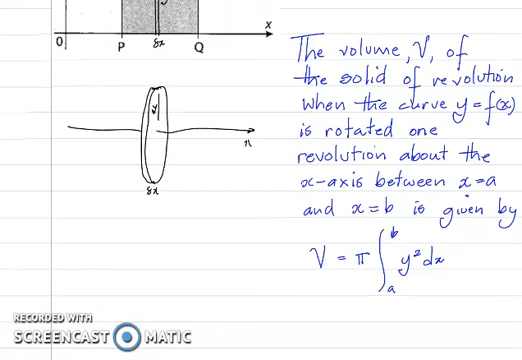 y
x
O
P
δx
Q
y
x
δx
The volume, V, of
the solid of revolution
when the curve y = f(x)
is rotated one
revolution about the
x-axis between x=a
and x = b is given by
V = π ∫ₐᵇ y² dx
RECORDED WITH
SCREENCAST MATIC